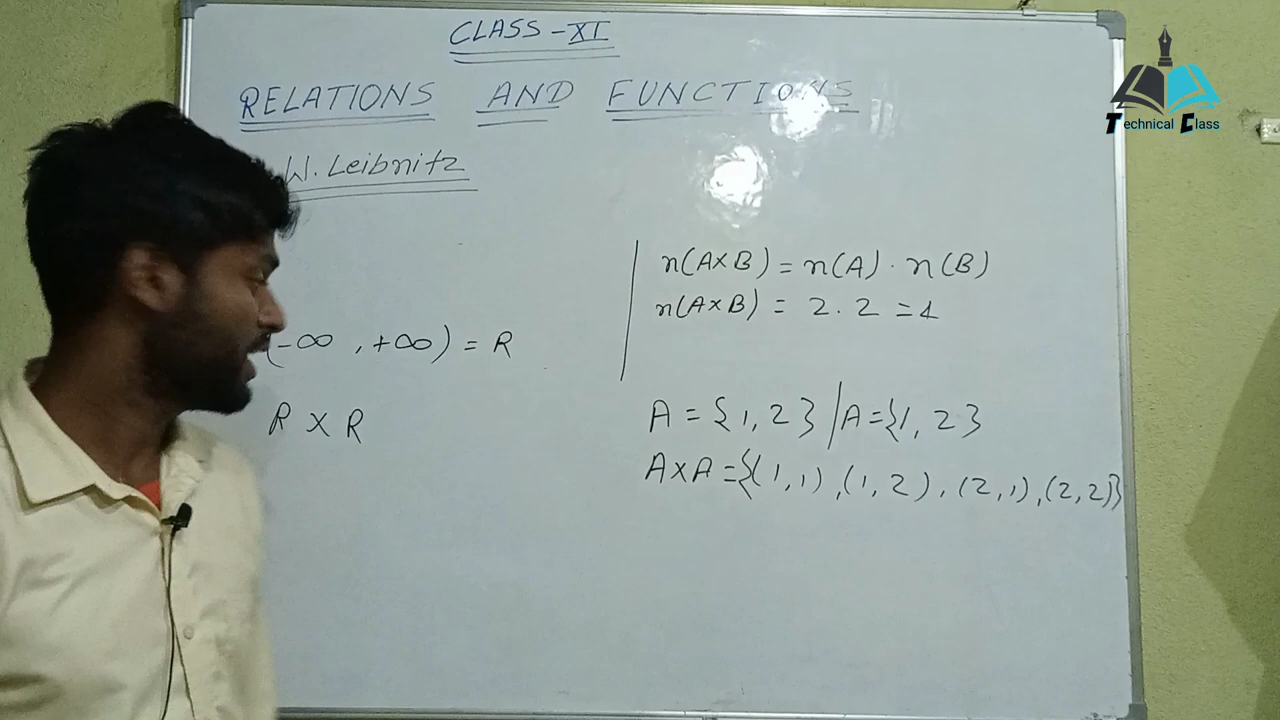 CLASS-XI
RELATIONS AND FUNCTIONS
W. Leibnitz
n(A×B) = n(A) · n(B)
n(A×B) = 2.2 = 4
(-∞, +∞) = R
R × R
A = {1, 2} / A = {1, 2}
A×A = {(1,1), (1,2), (2,1), (2,2)}
Technical Class